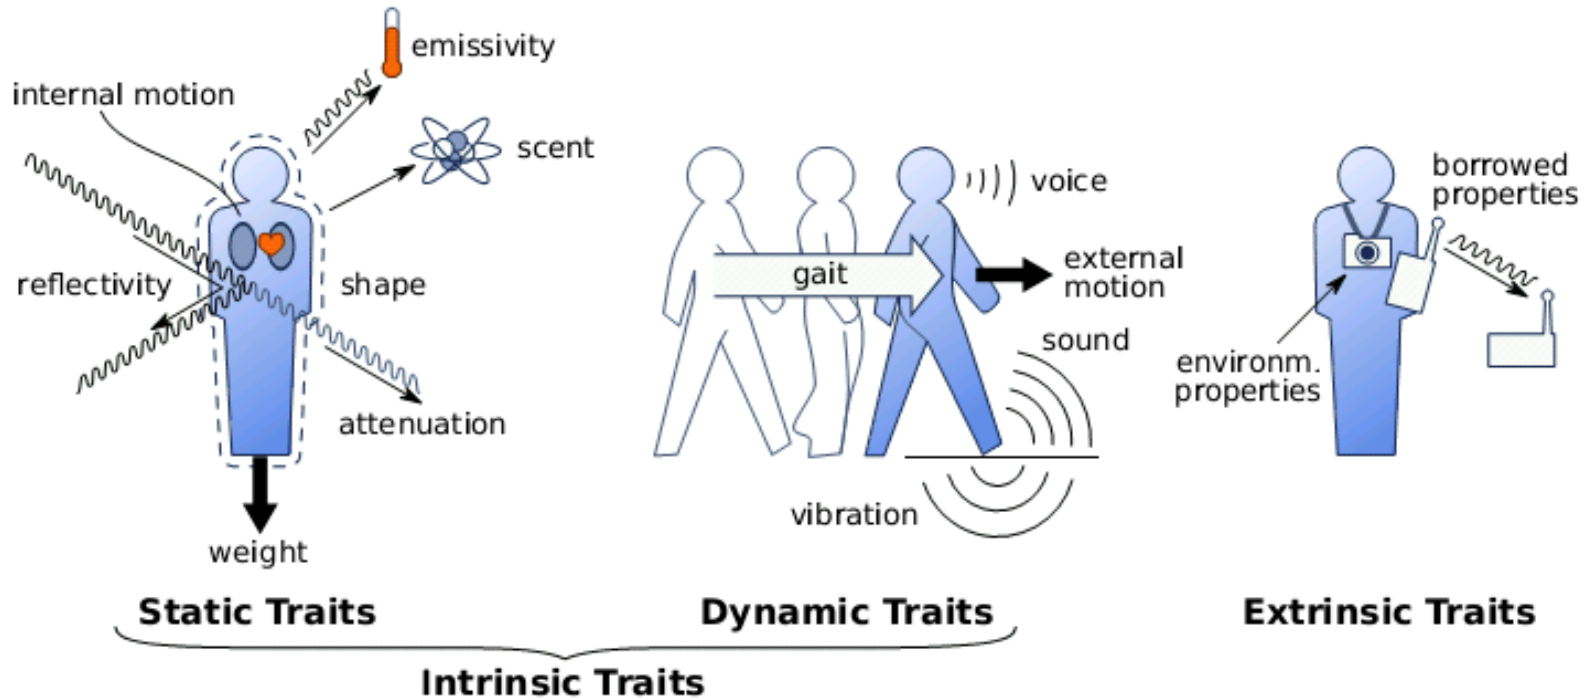 emissivity
internal motion
scent
reflectivity
shape
attenuation
weight
voice
gait
external
motion
sound
vibration
borrowed
properties
environm.
properties
Static Traits
Dynamic Traits
Extrinsic Traits
Intrinsic Traits